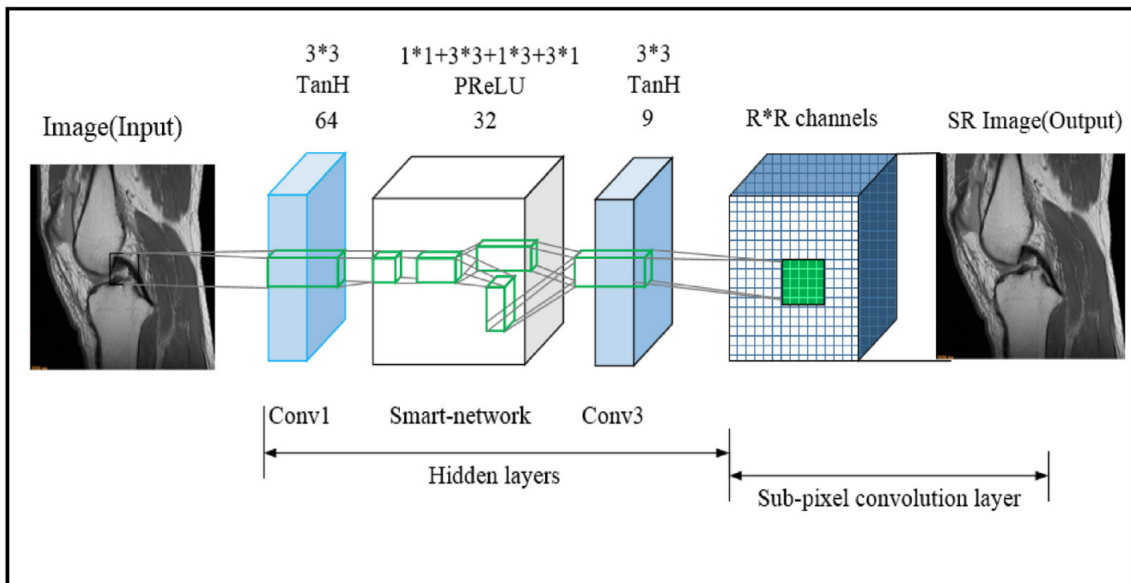 3*3
TanH
64
1*1+3*3+1*3+3*1
PReLU
32
3*3
TanH
9
Image(Input)
R*R channels
SR Image(Output)
Conv1
Smart-network
Conv3
Hidden layers
Sub-pixel convolution layer